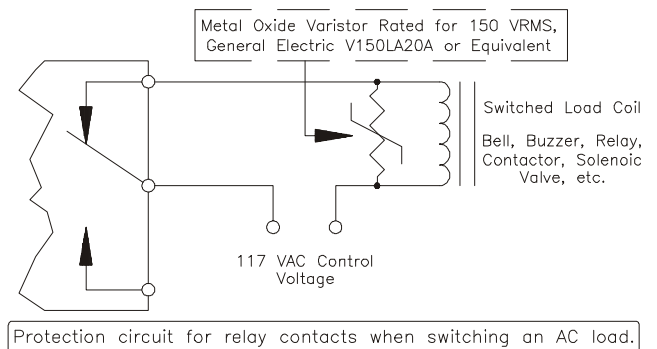 Metal Oxide Varistor Rated for 150 VRMS,
General Electric V150LA20A or Equivalent
Switched Load Coil
Bell, Buzzer, Relay,
Contactor, Solenoic
Valve, etc.
117 VAC Control
Voltage
Protection circuit for relay contacts when switching an AC load.